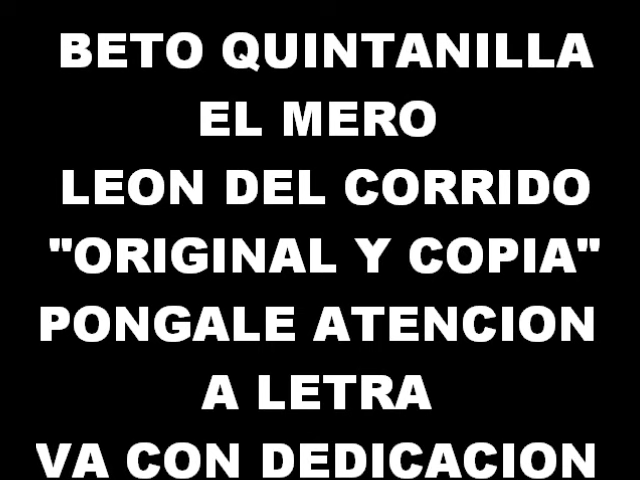 BETO QUINTANILLA
EL MERO
LEON DEL CORRIDO
"ORIGINAL Y COPIA"
PONGALE ATENCION
A LETRA
VA CON DEDICACION